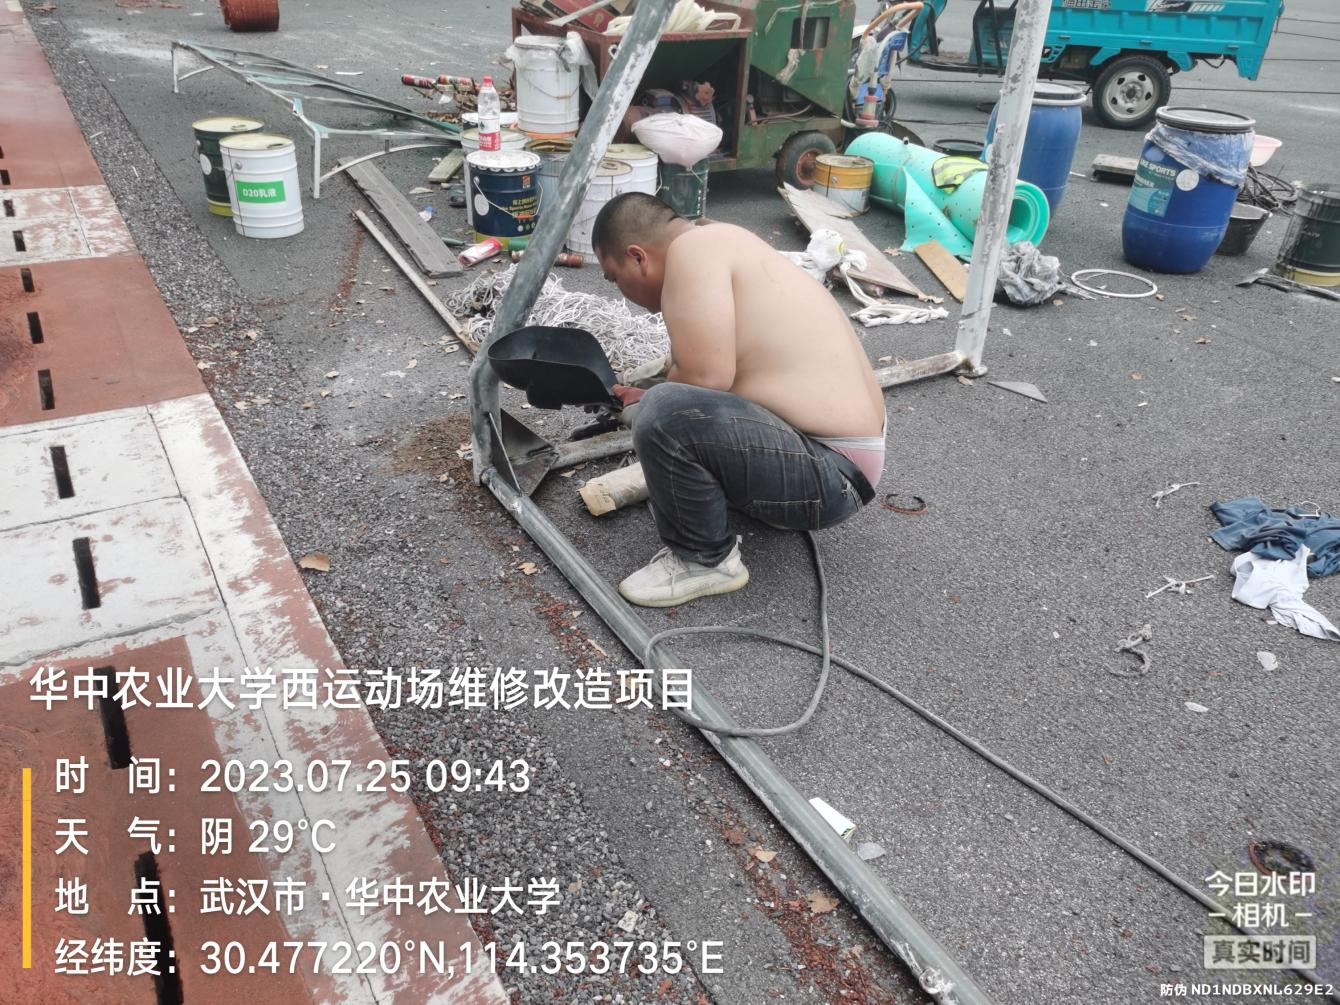 D20乳液
SPORTS
华中农业大学西运动场维修改造项目
时 间：2023.07.25 09:43
天 气：阴 29℃
地 点：武汉市·华中农业大学
经纬度：30.477220°N,114.353735°E
今日水印
-相机-
真实时间
防伪 ND1NDBXNL629E2